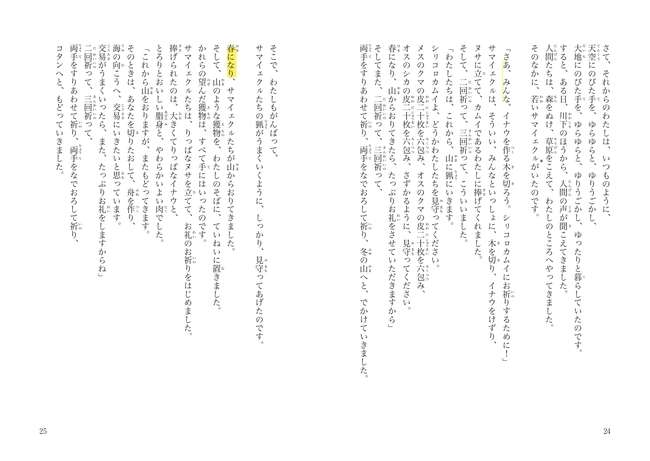 さて、それからのわたしは、いつものように、
天空にのびた手を、ゆらゆらと、ゆりうごかし、
大地にのびた手を、ゆらゆらと、ゆりうごかし、ゆったりと暮らしていたのです。
すると、ある日、川下のほうから、人間の声が聞こえてきました。
人間たちは、森をぬけ、草原をこえて、わたしのところへやってきました。
そのなかに、若いサマイェクルがいたのです。
「さあ、みんな、イナウを作る木を切ろう。シリコロカムイにお祈りするために！」
サマイェクルは、そういい、みんなといっしょに、木を切り、イナウをけずり、
ヌサに立てて、カムイであるわたしに捧げてくれました。
そして、二回祈って、三回祈って、こういいました。
「わたしたちは、これから、山に猟にいきます。
シリコロカムイよ、どうかわたしたちを見守ってください。
メスのクマの皮二十枚を六包み、オスのクマの皮二十枚を六包み、
オスのシカの皮二十枚を六包み、さずかるように、見守ってください。
春になり、山からおりてきたら、たっぷりお礼をさせていただきますから」
そしてまた、二回祈って、三回祈って、
両手をすりあわせて祈り、両手をなでおろして祈り、冬の山へと、でかけていきました。
24
そこで、わたしもがんばって、
サマイェクルたちの猟がうまくいくように、しっかり、見守ってあげたのです。
春になり、サマイェクルたちが山からおりてきました。
そして、山のような獲物を、わたしのそばに、ていねいに置きました。
かれらの望んだ獲物は、すべて手にはいったのです。
サマイェクルたちは、りっぱなヌサを立てて、お礼のお祈りをはじめました。
捧げられたのは、大きくてりっぱなイナウと、
とろりとおいしい脂身と、やわらかいよい肉でした。
「これから山をおりますが、またもどってきます。
そのときは、あなたを切りたおして、舟を作り、
海の向こうへ、交易にいきたいと思っています。
交易がうまくいったら、また、たっぷりお礼をしますからね」
二回祈って、三回祈って、
両手をすりあわせて祈り、両手をなでおろして祈り、
コタンへと、もどっていきました。
25